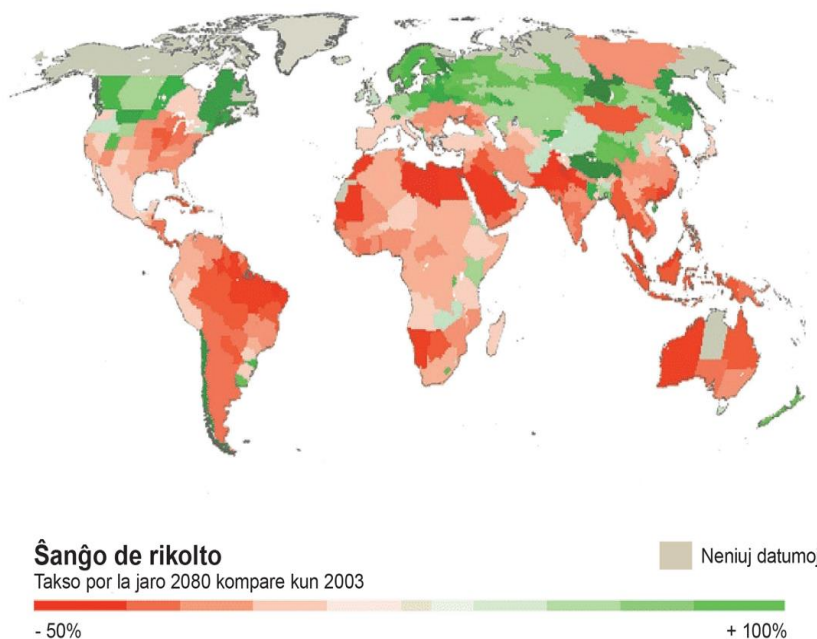 Ŝanĝo de rikolto
Takso por la jaro 2080 kompare kun 2003
Neniuj datumoj
- 50%
+ 100%